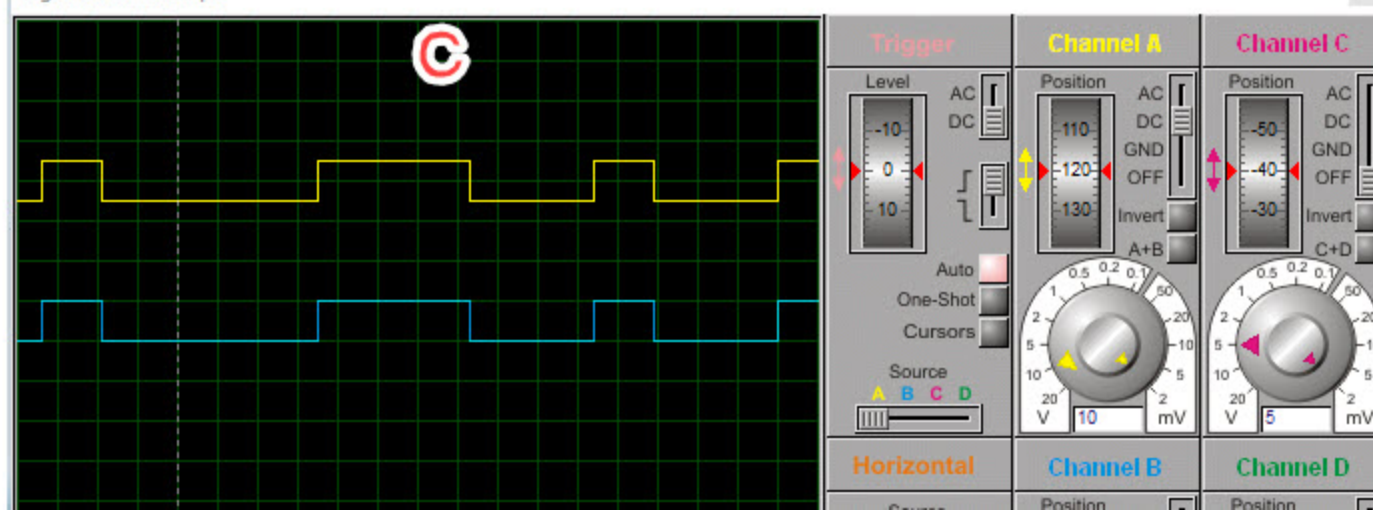 C
Trigger
Level
-10
0
10
AC
DC
Auto
One-Shot
Cursors
Source
A B C D
Horizontal
Channel A
Position
110
120
130
AC
DC
GND
OFF
Invert
A+B
20
10
5
2
1
0.5
0.2
0.1
50
20
10
5
2
V
10
mV
Channel B
Position
Channel C
Position
-50
-40
-30
AC
DC
GND
OFF
Invert
C+D
20
10
5
2
1
0.5
0.2
0.1
50
5
2
V
5
mV
Channel D
Position